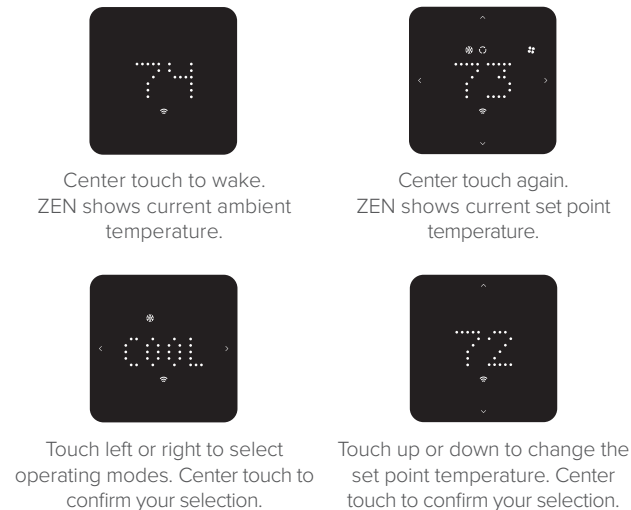 74
Center touch to wake.
ZEN shows current ambient
temperature.
73
Center touch again.
ZEN shows current set point
temperature.
COOL
Touch left or right to select
operating modes. Center touch to
confirm your selection.
72
Touch up or down to change the
set point temperature. Center
touch to confirm your selection.